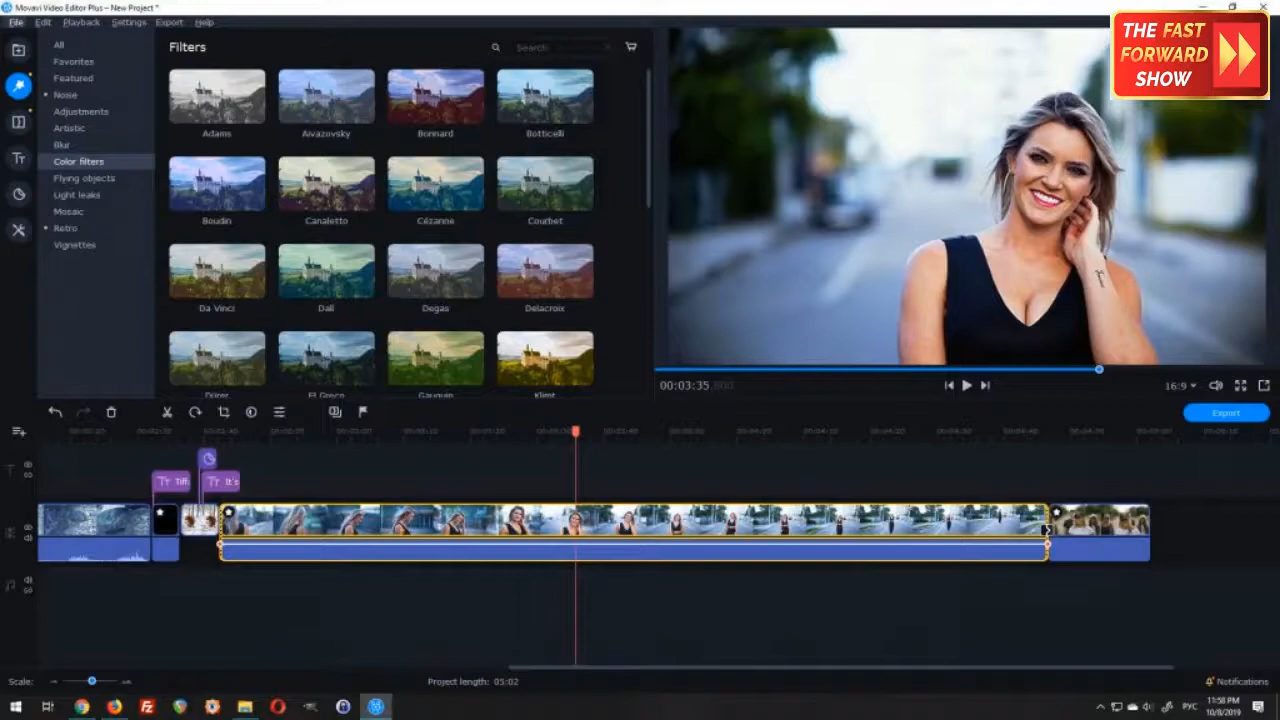 Movavi Video Editor Plus – New Project *
File Edit Playback Settings Export Help
THE FAST
FORWARD
SHOW
All
Favorites
Featured
Noise
Adjustments
Artistic
Blur
Color filters
Flying objects
Light leaks
Mosaic
Retro
Vignettes
Filters
Search
Adams
Aivazovsky
Bonnard
Botticelli
Boudin
Canaletto
Cézanne
Courbet
Da Vinci
Dali
Degas
Delacroix
Dürer
El Greco
Gauguin
Klimt
00:03:35
16:9
Export
Tt
Tt It's
Scale:
Project length: 05:02
Notifications
РУС
11:58 PM
10/8/2019